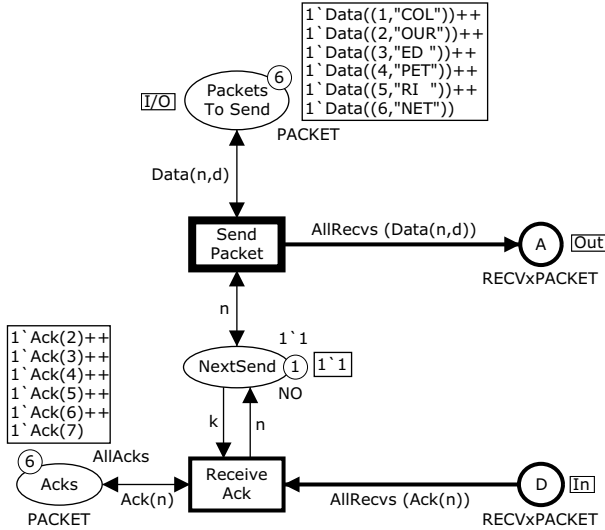 1`Data((1,"COL"))++
1`Data((2,"OUR"))++
1`Data((3,"ED "))++
1`Data((4,"PET"))++
1`Data((5,"RI  "))++
1`Data((6,"NET"))
6
Packets
To Send
I/O
PACKET
Data(n,d)
Send
Packet
AllRecvs (Data(n,d))
A
Out
RECVxPACKET
n
1`1
NextSend
1
1`1
NO
1`Ack(2)++
1`Ack(3)++
1`Ack(4)++
1`Ack(5)++
1`Ack(6)++
1`Ack(7)
k
n
6
AllAcks
Acks
Ack(n)
PACKET
Receive
Ack
AllRecvs (Ack(n))
D
In
RECVxPACKET